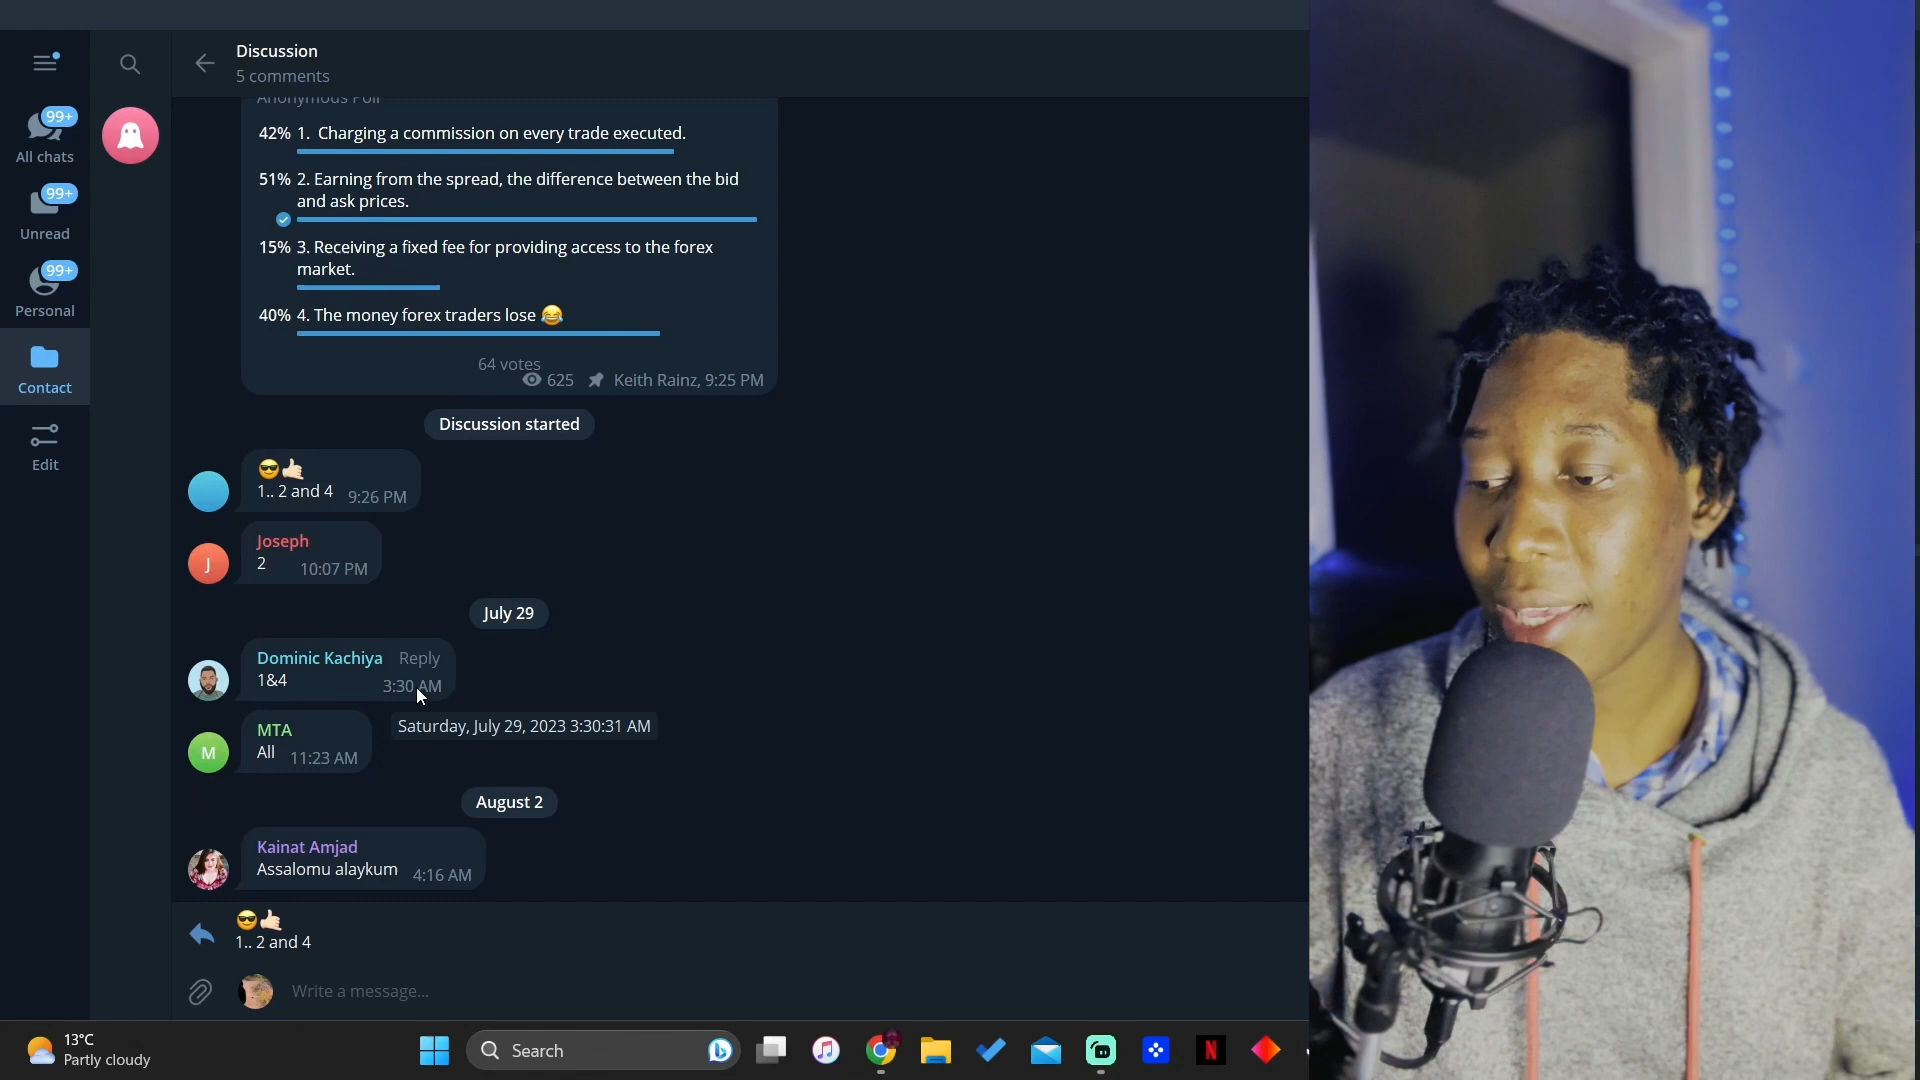 Discussion
5 comments
99+
All chats
99+
Unread
99+
Personal
Contact
Edit
Anonymous Poll
42% 1. Charging a commission on every trade executed.
51% 2. Earning from the spread, the difference between the bid
and ask prices.
15% 3. Receiving a fixed fee for providing access to the forex
market.
40% 4. The money forex traders lose 😂
64 votes
625 Keith Rainz, 9:25 PM
Discussion started
😎🤙🏻
1.. 2 and 4 9:26 PM
J
Joseph
2 10:07 PM
July 29
Dominic Kachiya Reply
1&4 3:30 AM
Saturday, July 29, 2023 3:30:31 AM
M
MTA
All 11:23 AM
August 2
Kainat Amjad
Assalomu alaykum 4:16 AM
😎🤙🏻
1.. 2 and 4
Write a message...
13°C
Partly cloudy
Search
N